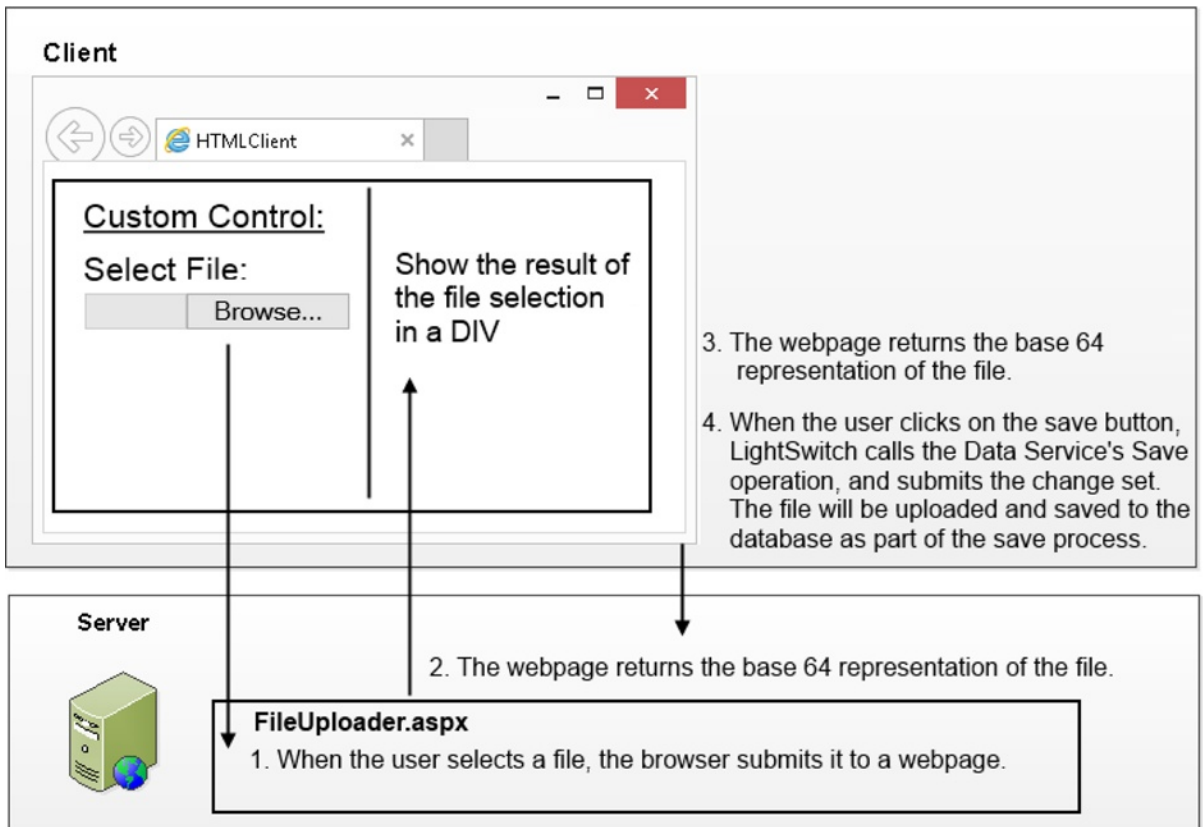 Client
HTMLClient
Custom Control:
Select File:
Browse...
Show the result of
the file selection
in a DIV
3. The webpage returns the base 64
representation of the file.
4. When the user clicks on the save button,
LightSwitch calls the Data Service's Save
operation, and submits the change set.
The file will be uploaded and saved to the
database as part of the save process.
Server
2. The webpage returns the base 64 representation of the file.
FileUploader.aspx
1. When the user selects a file, the browser submits it to a webpage.